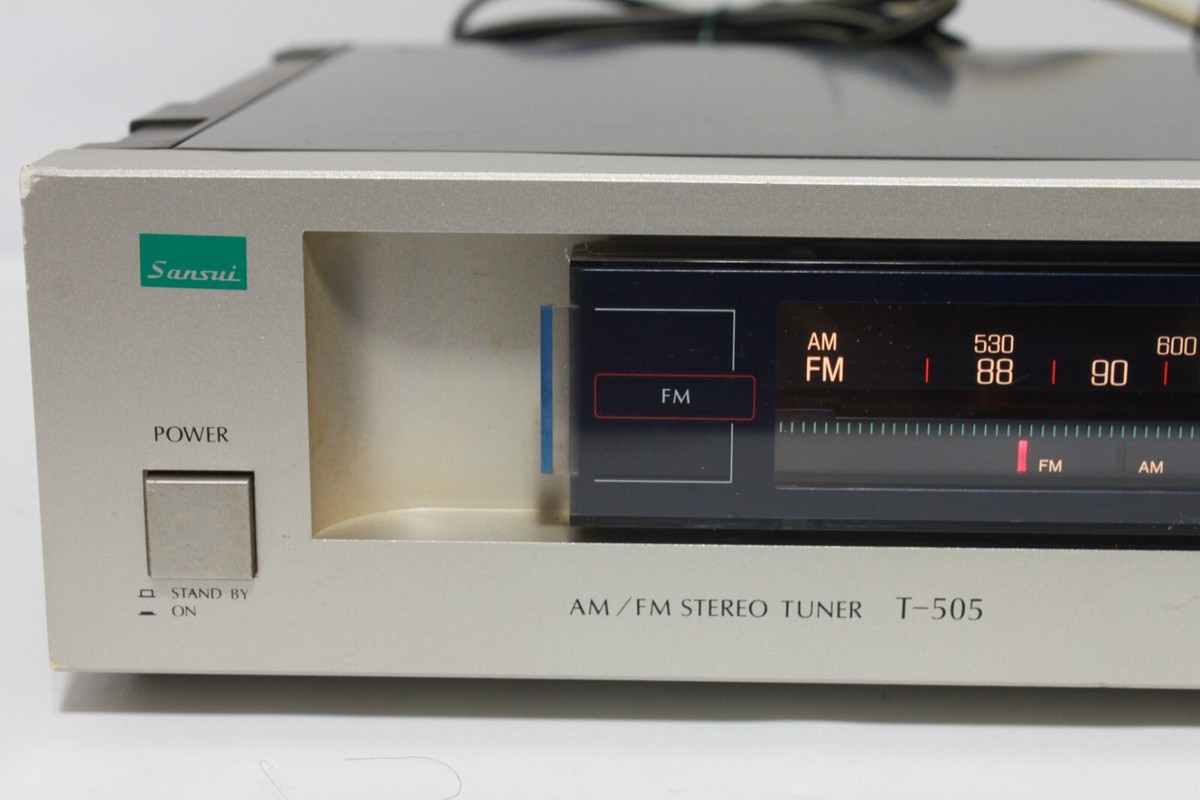 Sansui
POWER
STAND BY
ON
FM
AM 530 600
FM 88 90
FM AM
AM/FM STEREO TUNER T-505